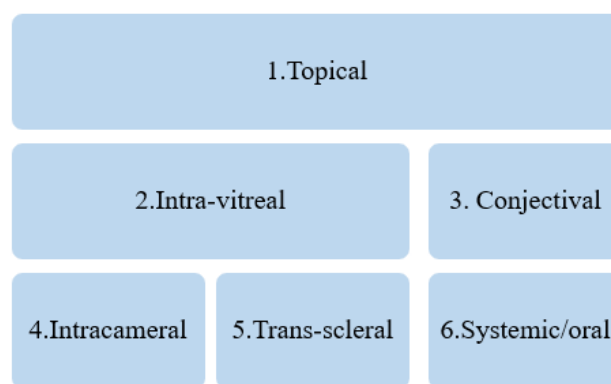 1.Topical
2.Intra-vitreal
3. Conjectival
4.Intracameral
5.Trans-scleral
6.Systemic/oral